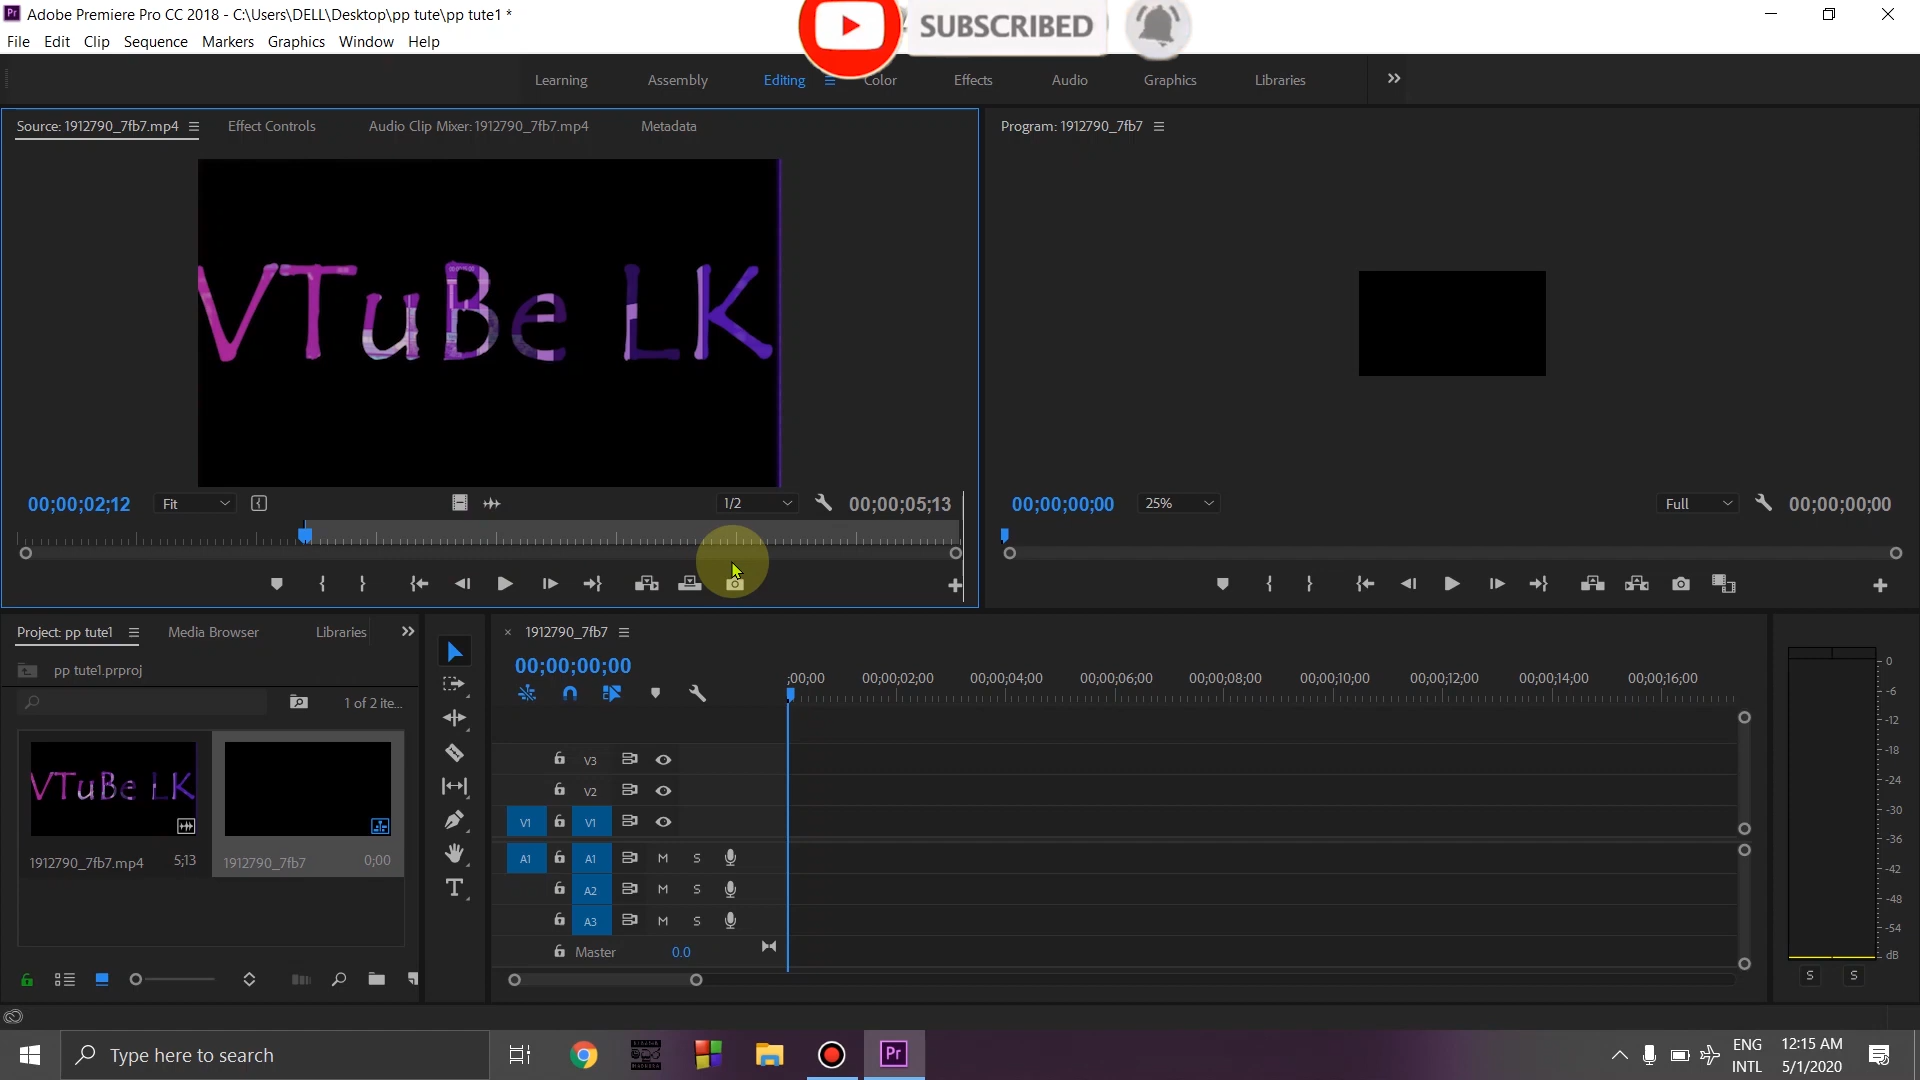 Adobe Premiere Pro CC 2018 - C:\Users\DELL\Desktop\pp tute\pp tute1 *
SUBSCRIBED
File Edit Clip Sequence Markers Graphics Window Help
Learning Assembly Editing Color Effects Audio Graphics Libraries
Source: 1912790_7fb7.mp4 Effect Controls Audio Clip Mixer: 1912790_7fb7.mp4 Metadata
Program: 1912790_7fb7
VTuBe LK
00;00;02;12 Fit 1/2 00;00;05;13
00;00;00;00 25% Full 00;00;00;00
Project: pp tute1 Media Browser Libraries
pp tute1.prproj
1 of 2 ite...
VTuBe LK
1912790_7fb7.mp4 5;13
1912790_7fb7 0;00
1912790_7fb7
00;00;00;00
;00;00 00;00;02;00 00;00;04;00 00;00;06;00 00;00;08;00 00;00;10;00 00;00;12;00 00;00;14;00 00;00;16;00
V3
V2
V1 V1
A1 A1 M S
A2 M S
A3 M S
Master 0.0
0
-6
-12
-18
-24
-30
-36
-42
-48
-54
dB
S S
Type here to search
Pr
ENG
INTL
12:15 AM
5/1/2020